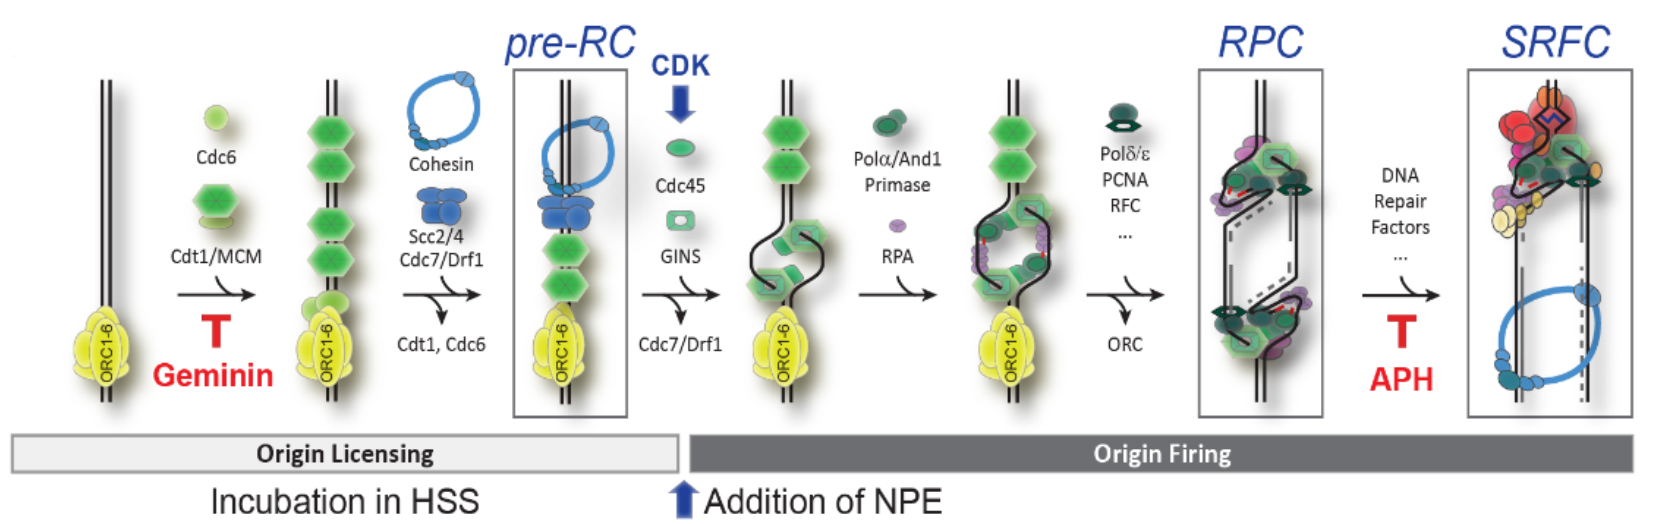 pre-RC
RPC
SRFC
CDK
Cdc6
Cdt1/MCM
Geminin
Cohesin
Scc2/4
Cdc7/Drf1
Cdt1, Cdc6
Cdc45
GINS
Cdc7/Drf1
Polα/And1
Primase
RPA
Polδ/ε
PCNA
RFC
...
ORC
DNA
Repair
Factors
...
APH
ORC1-6
ORC1-6
ORC1-6
ORC1-6
ORC1-6
Origin Licensing
Origin Firing
Incubation in HSS
Addition of NPE